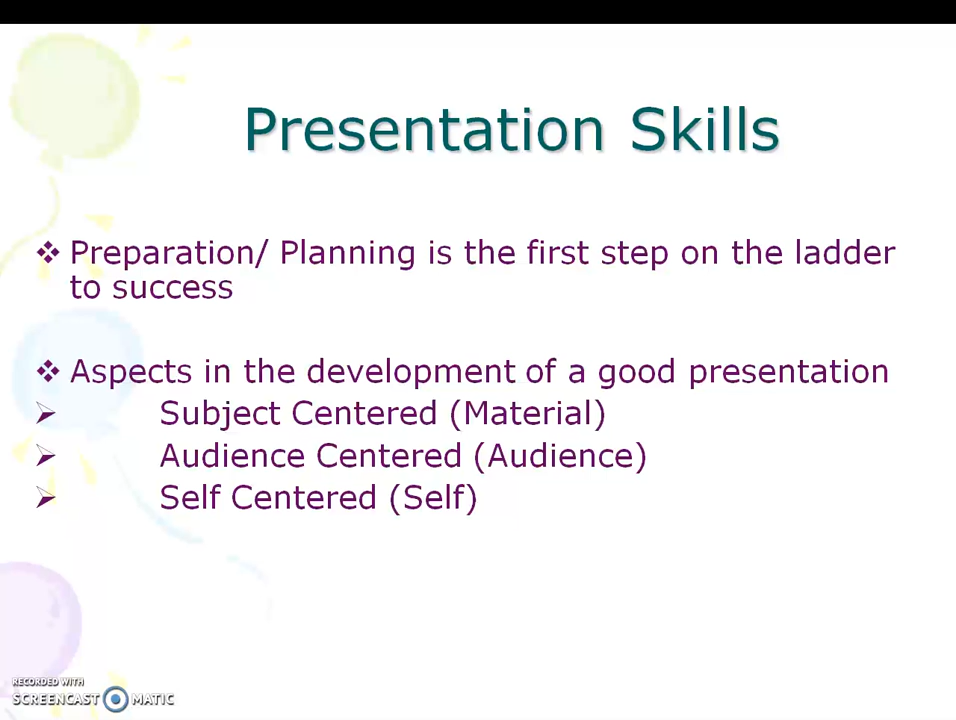 Presentation Skills
❖ Preparation/ Planning is the first step on the ladder
to success
❖ Aspects in the development of a good presentation
➢ Subject Centered (Material)
➢ Audience Centered (Audience)
➢ Self Centered (Self)
RECORDED WITH
SCREENCAST MATIC